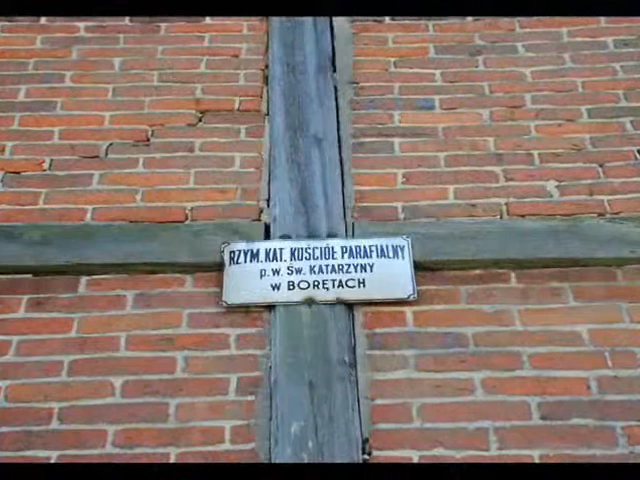 RZYM. KAT. KOŚCIÓŁ PARAFIALNY
P.W. ŚW. KATARZYNY
W BORĘTACH